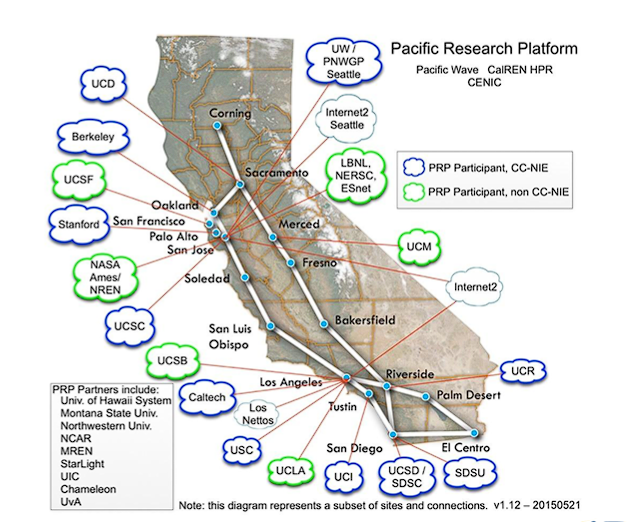 Pacific Research Platform
Pacific Wave CalREN HPR
CENIC
UW /
PNWGP
Seattle
UCD
Internet2
Seattle
Corning
Berkeley
LBNL,
NERSC,
ESnet
PRP Participant, CC-NIE
PRP Participant, non CC-NIE
UCSF
Sacramento
Oakland
San Francisco
Stanford
Palo Alto
San Jose
Merced
UCM
NASA
Ames/
NREN
Fresno
Soledad
Internet2
UCSC
San Luis
Obispo
Bakersfield
UCSB
Riverside
UCR
Los Angeles
PRP Partners include:
Univ. of Hawaii System
Montana State Univ.
Northwestern Univ.
NCAR
MREN
StarLight
UIC
Chameleon
UvA
Caltech
Palm Desert
Tustin
Los
Nettos
USC
San Diego
El Centro
UCLA
UCI
UCSD /
SDSC
SDSU
Note: this diagram represents a subset of sites and connections. v1.12 – 20150521